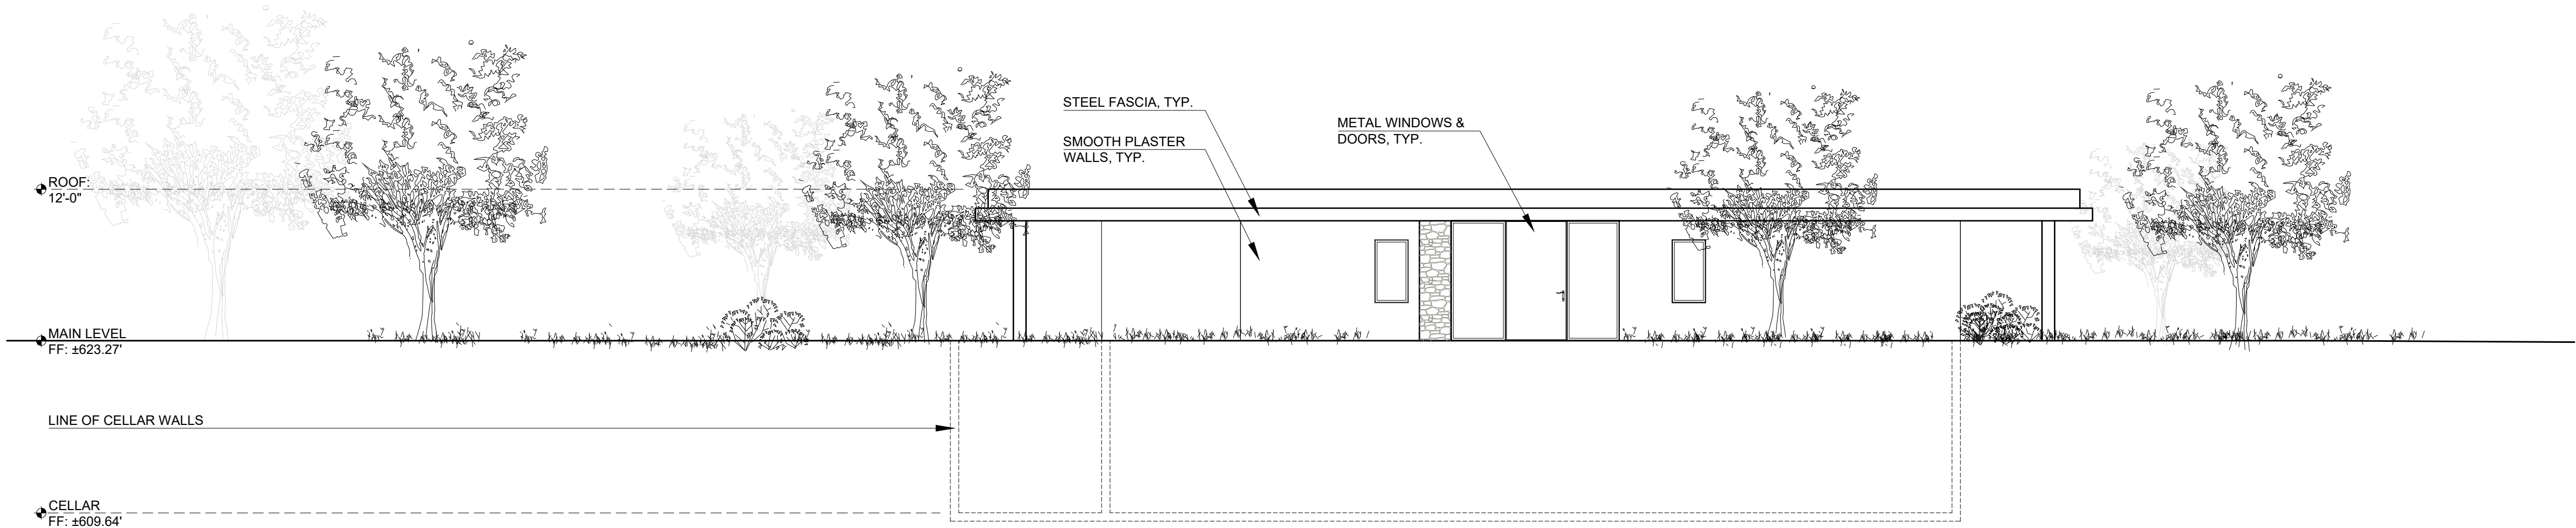 STEEL FASCIA, TYP.
SMOOTH PLASTER
WALLS, TYP.
METAL WINDOWS &
DOORS, TYP.
ROOF:
12'-0"
MAIN LEVEL
FF: ±623.27'
LINE OF CELLAR WALLS
CELLAR
FF: ±609.64'